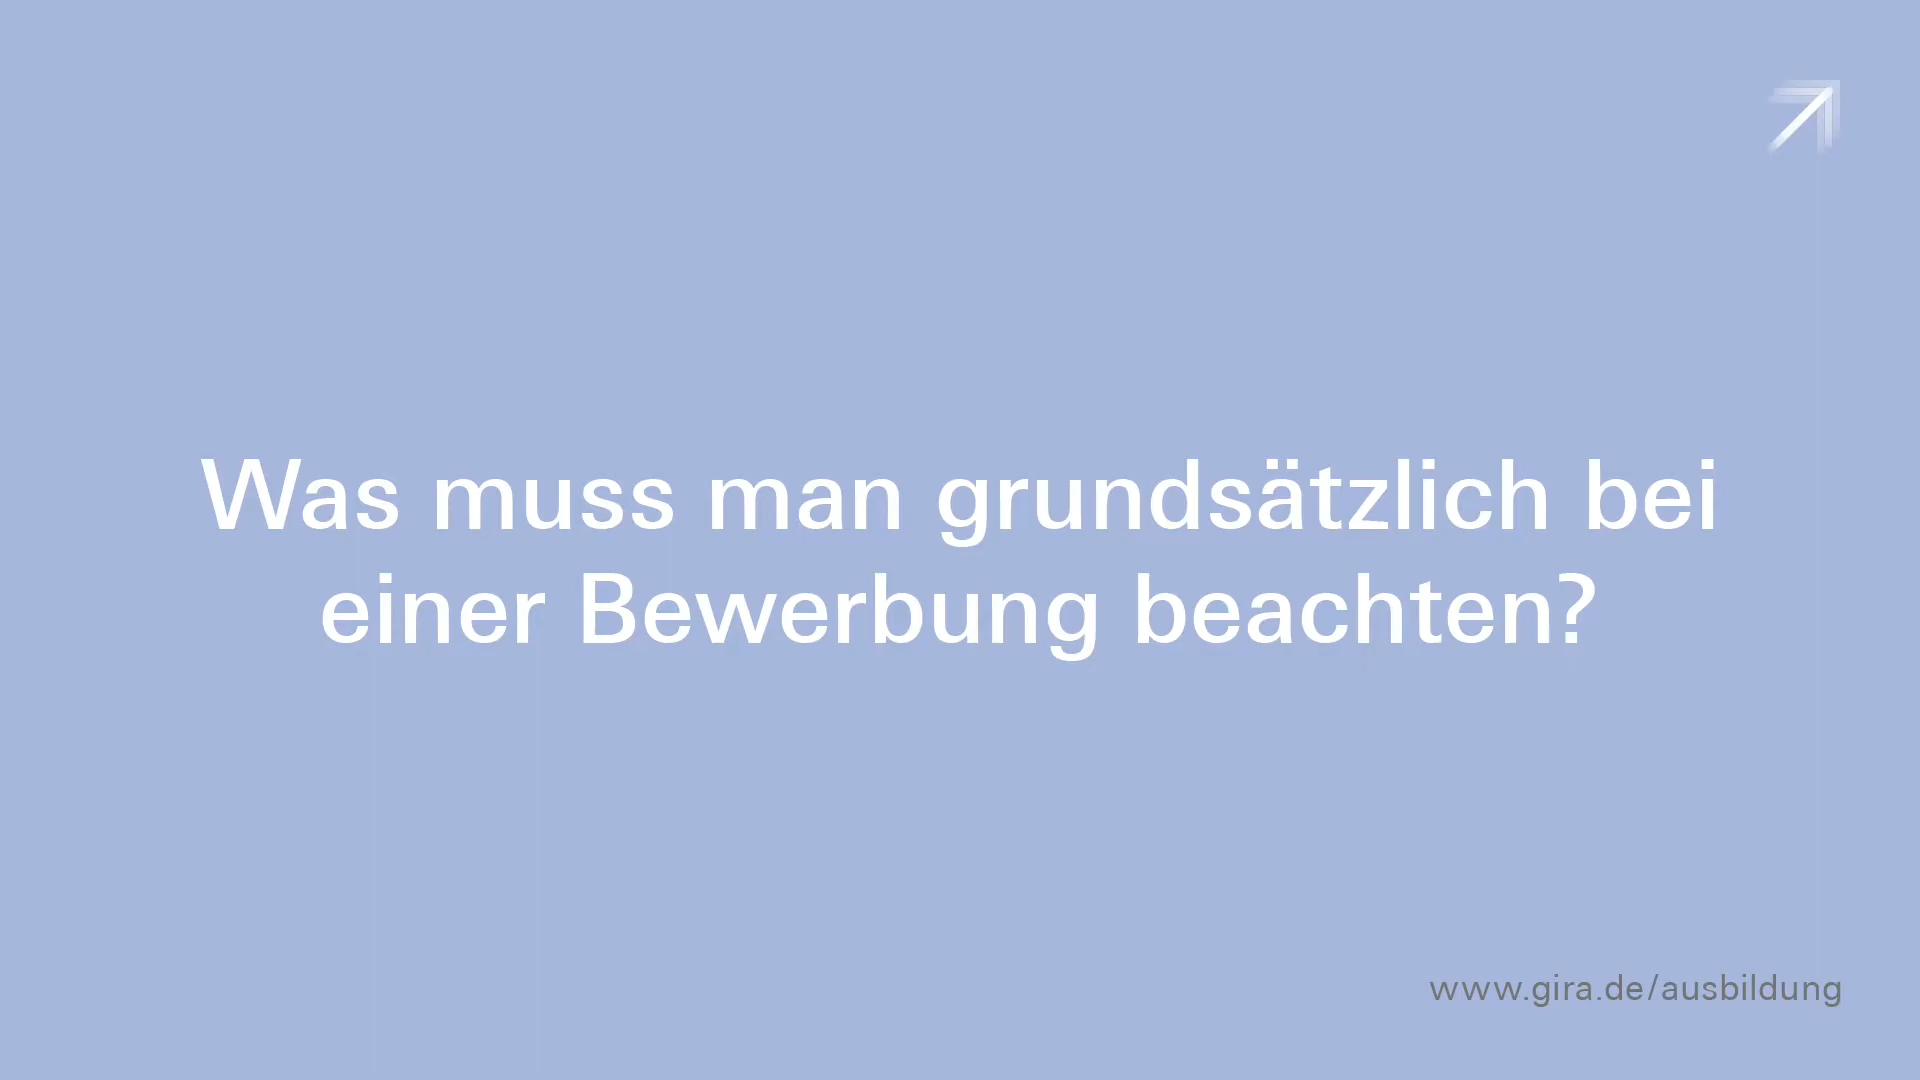 Was muss man grundsätzlich bei
einer Bewerbung beachten?
www.gira.de/ausbildung